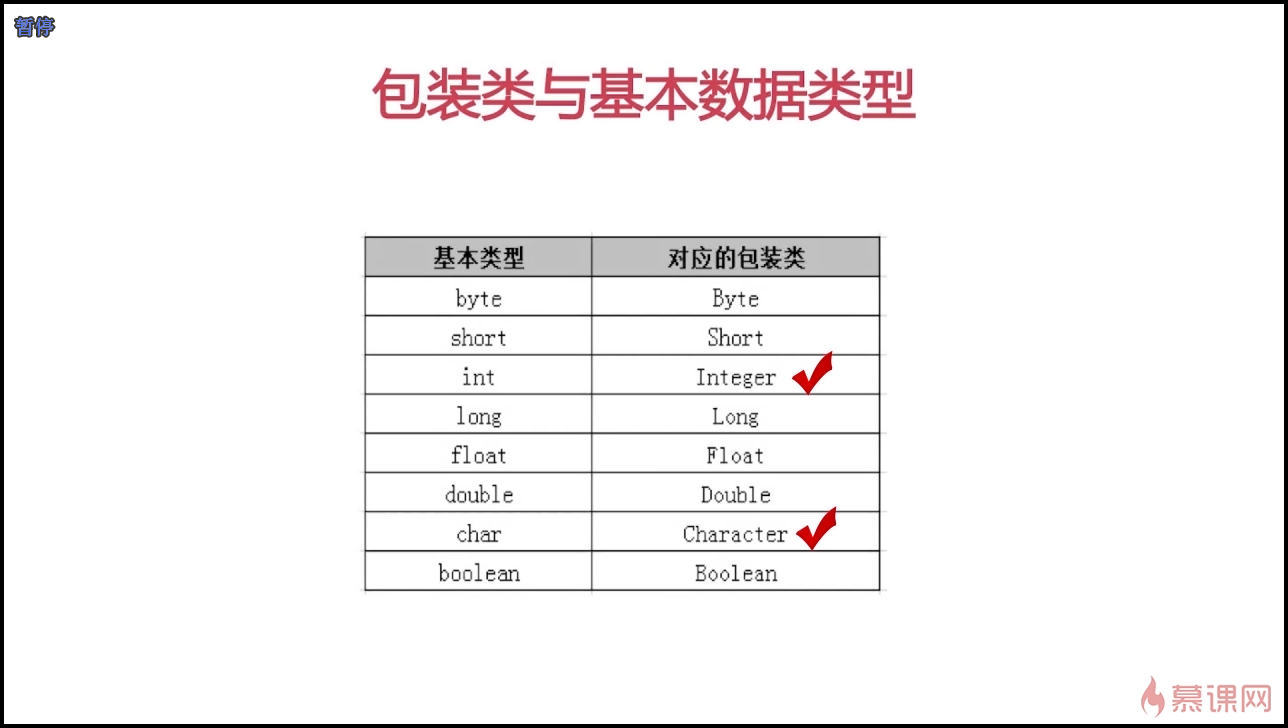 暂停
包装类与基本数据类型
基本类型 对应的包装类
byte Byte
short Short
int Integer
long Long
float Float
double Double
char Character
boolean Boolean
慕课网